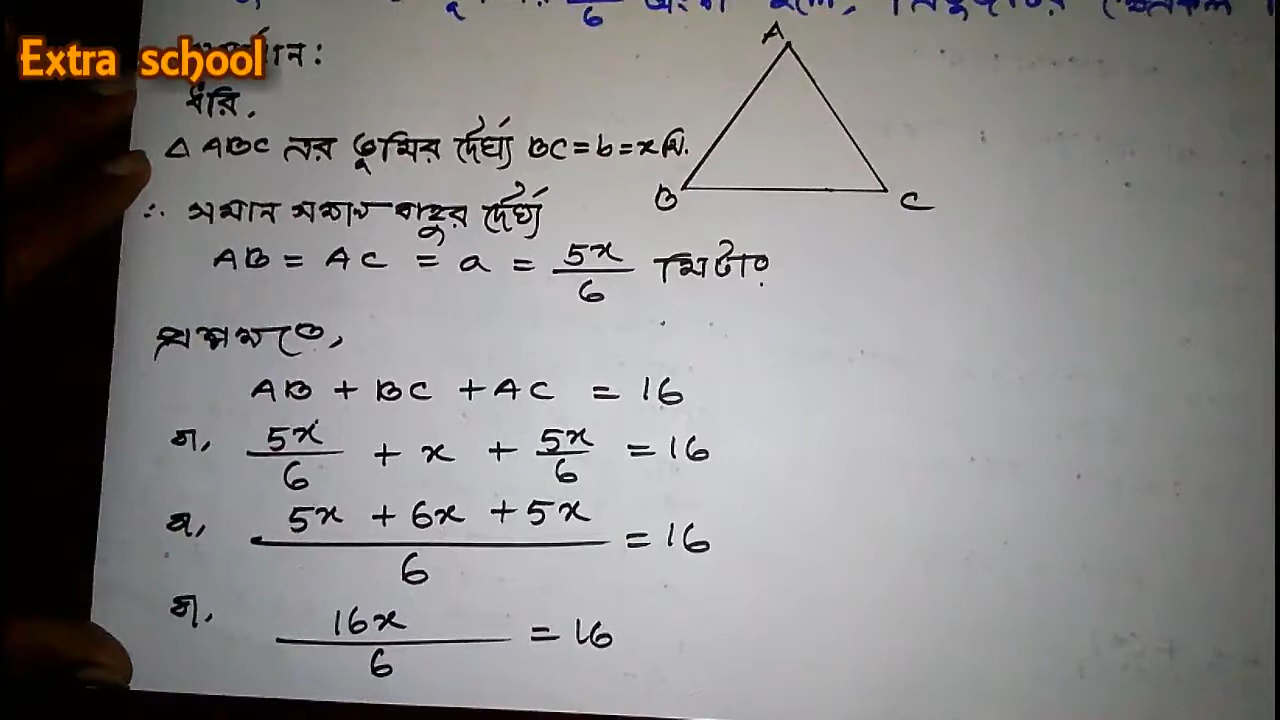 6
Extra school
ধরি,
A
Δ ABC এর ভূমির দৈর্ঘ্য BC = b = x মি.
B
C
∴ সমান সমান বাহুর দৈর্ঘ্য
AB = AC = a = 5x/6 মিটার
প্রশ্নমতে,
AB + BC + AC = 16
বা, 5x/6 + x + 5x/6 = 16
বা, 5x + 6x + 5x / 6 = 16
বা, 16x/6 = 16